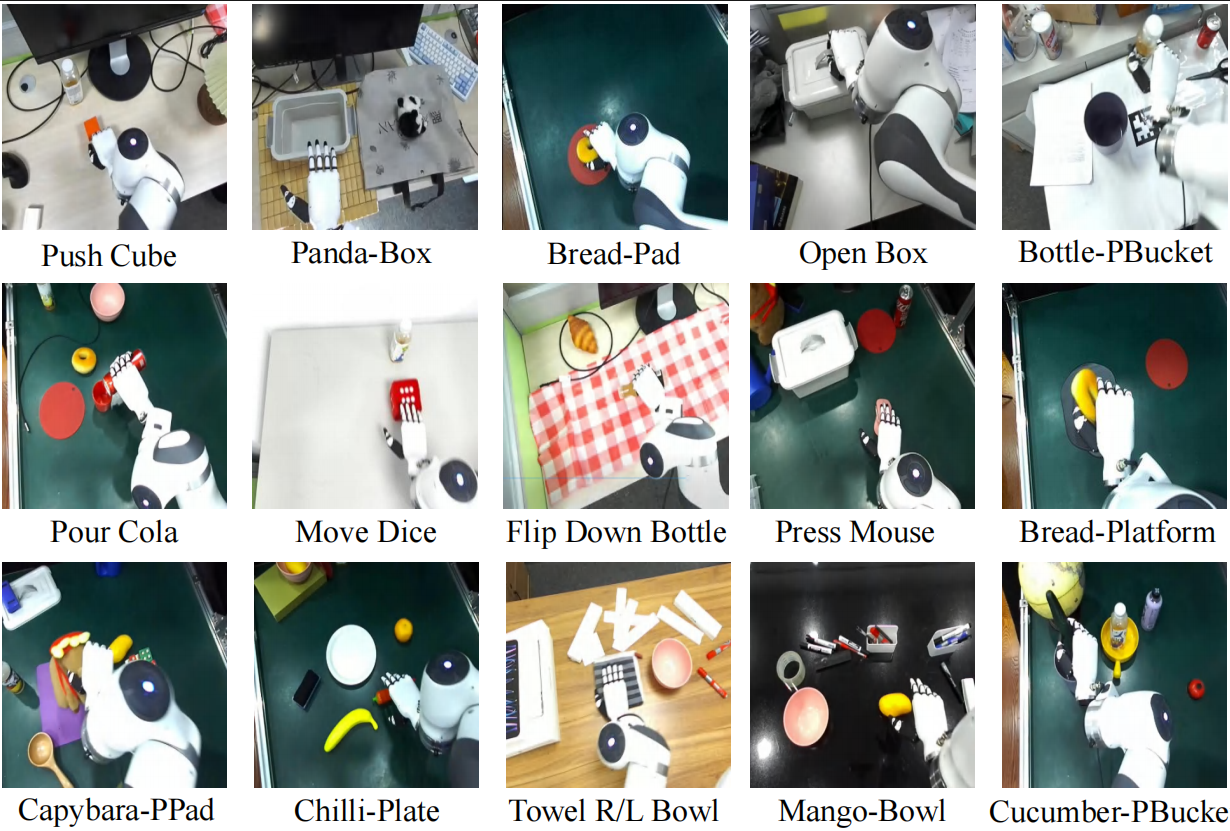 Push Cube
Panda-Box
Bread-Pad
Open Box
Bottle-PBucket
Pour Cola
Move Dice
Flip Down Bottle
Press Mouse
Bread-Platform
Capybara-PPad
Chilli-Plate
Towel R/L Bowl
Mango-Bowl
Cucumber-PBucke